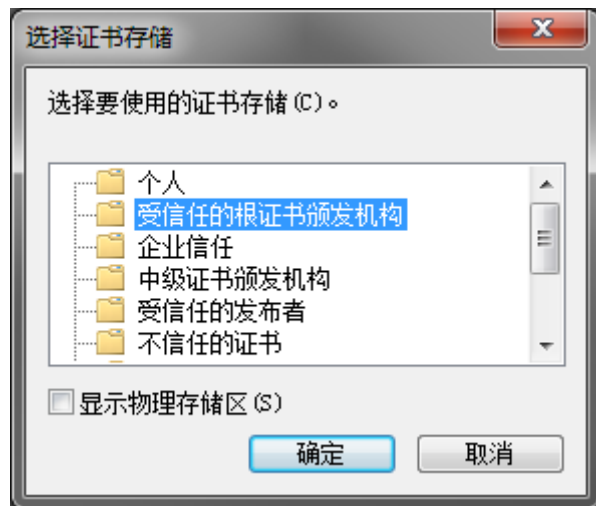 选择证书存储
选择要使用的证书存储(C)。
个人
受信任的根证书颁发机构
企业信任
中级证书颁发机构
受信任的发布者
不信任的证书
显示物理存储区(S)
确定 取消